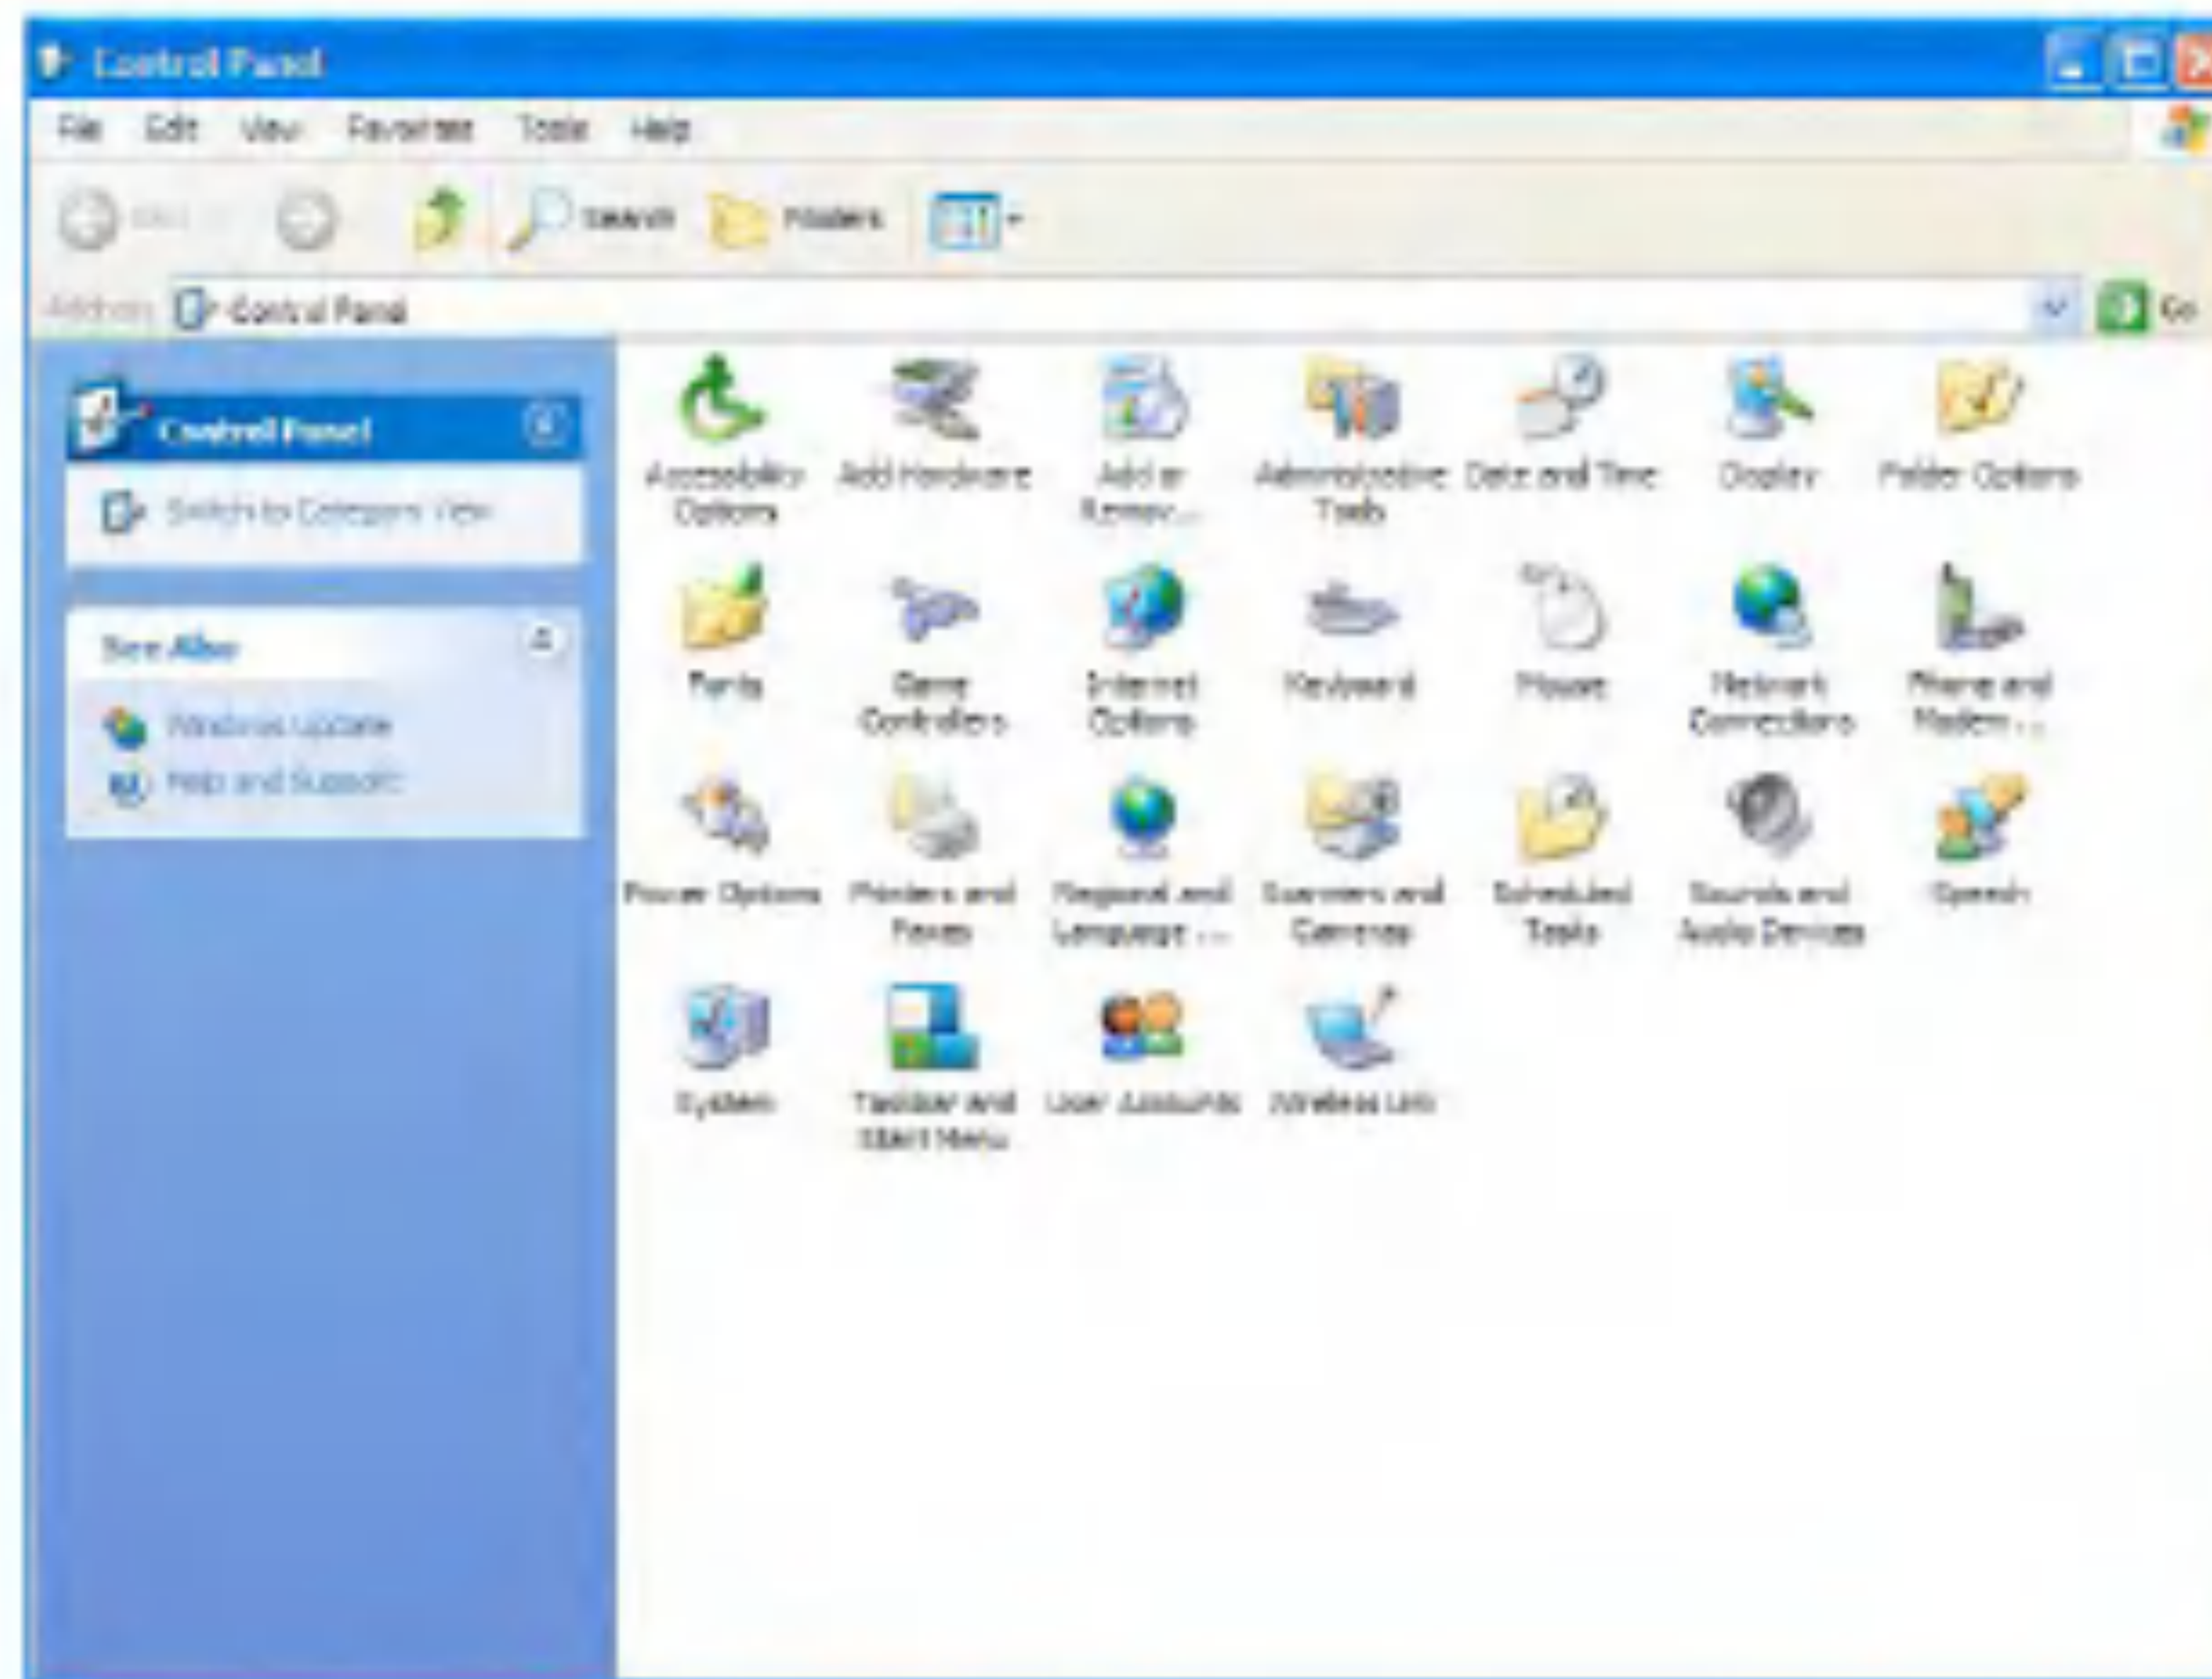 Control Panel
File Edit View Favorites Tools Help
Back Search Folders
Address Control Panel Go
Control Panel
Switch to Category View
See Also
Windows Update
Help and Support
Accessibility Options
Add Hardware
Add or Remov...
Administrative Tools
Date and Time
Display
Folder Options
Fonts
Game Controllers
Internet Options
Keyboard
Mouse
Network Connections
Phone and Modem ...
Power Options
Printers and Faxes
Regional and Language ...
Scanners and Cameras
Scheduled Tasks
Sounds and Audio Devices
Speech
System
Taskbar and Start Menu
User Accounts
Wireless Link